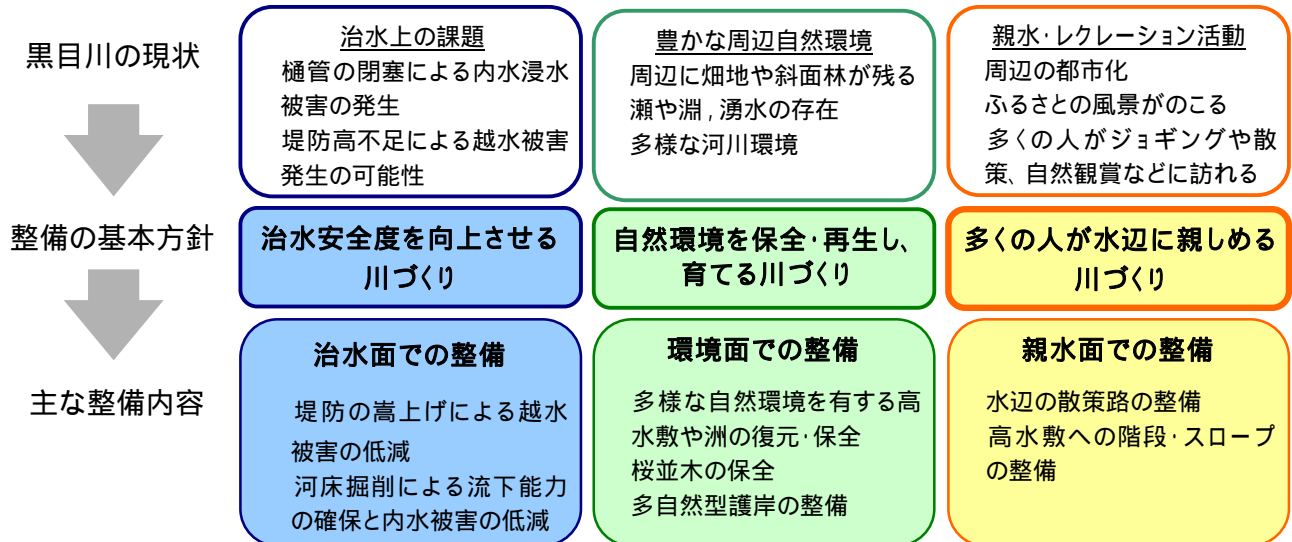 黒目川の現状
治水上の課題
樋管の閉塞による内水浸水
被害の発生
堤防高不足による越水被害
発生の可能性
豊かな周辺自然環境
周辺に畑地や斜面林が残る
瀬や淵,湧水の存在
多様な河川環境
親水・レクレーション活動
周辺の都市化
ふるさとの風景がのこる
多くの人がジョギングや散
策、自然観賞などに訪れる
整備の基本方針
治水安全度を向上させる
川づくり
自然環境を保全・再生し、
育てる川づくり
多くの人が水辺に親しめる
川づくり
主な整備内容
治水面での整備
堤防の嵩上げによる越水
被害の低減
河床掘削による流下能力
の確保と内水被害の低減
環境面での整備
多様な自然環境を有する高
水敷や洲の復元・保全
桜並木の保全
多自然型護岸の整備
親水面での整備
水辺の散策路の整備
高水敷への階段・スロープ
の整備